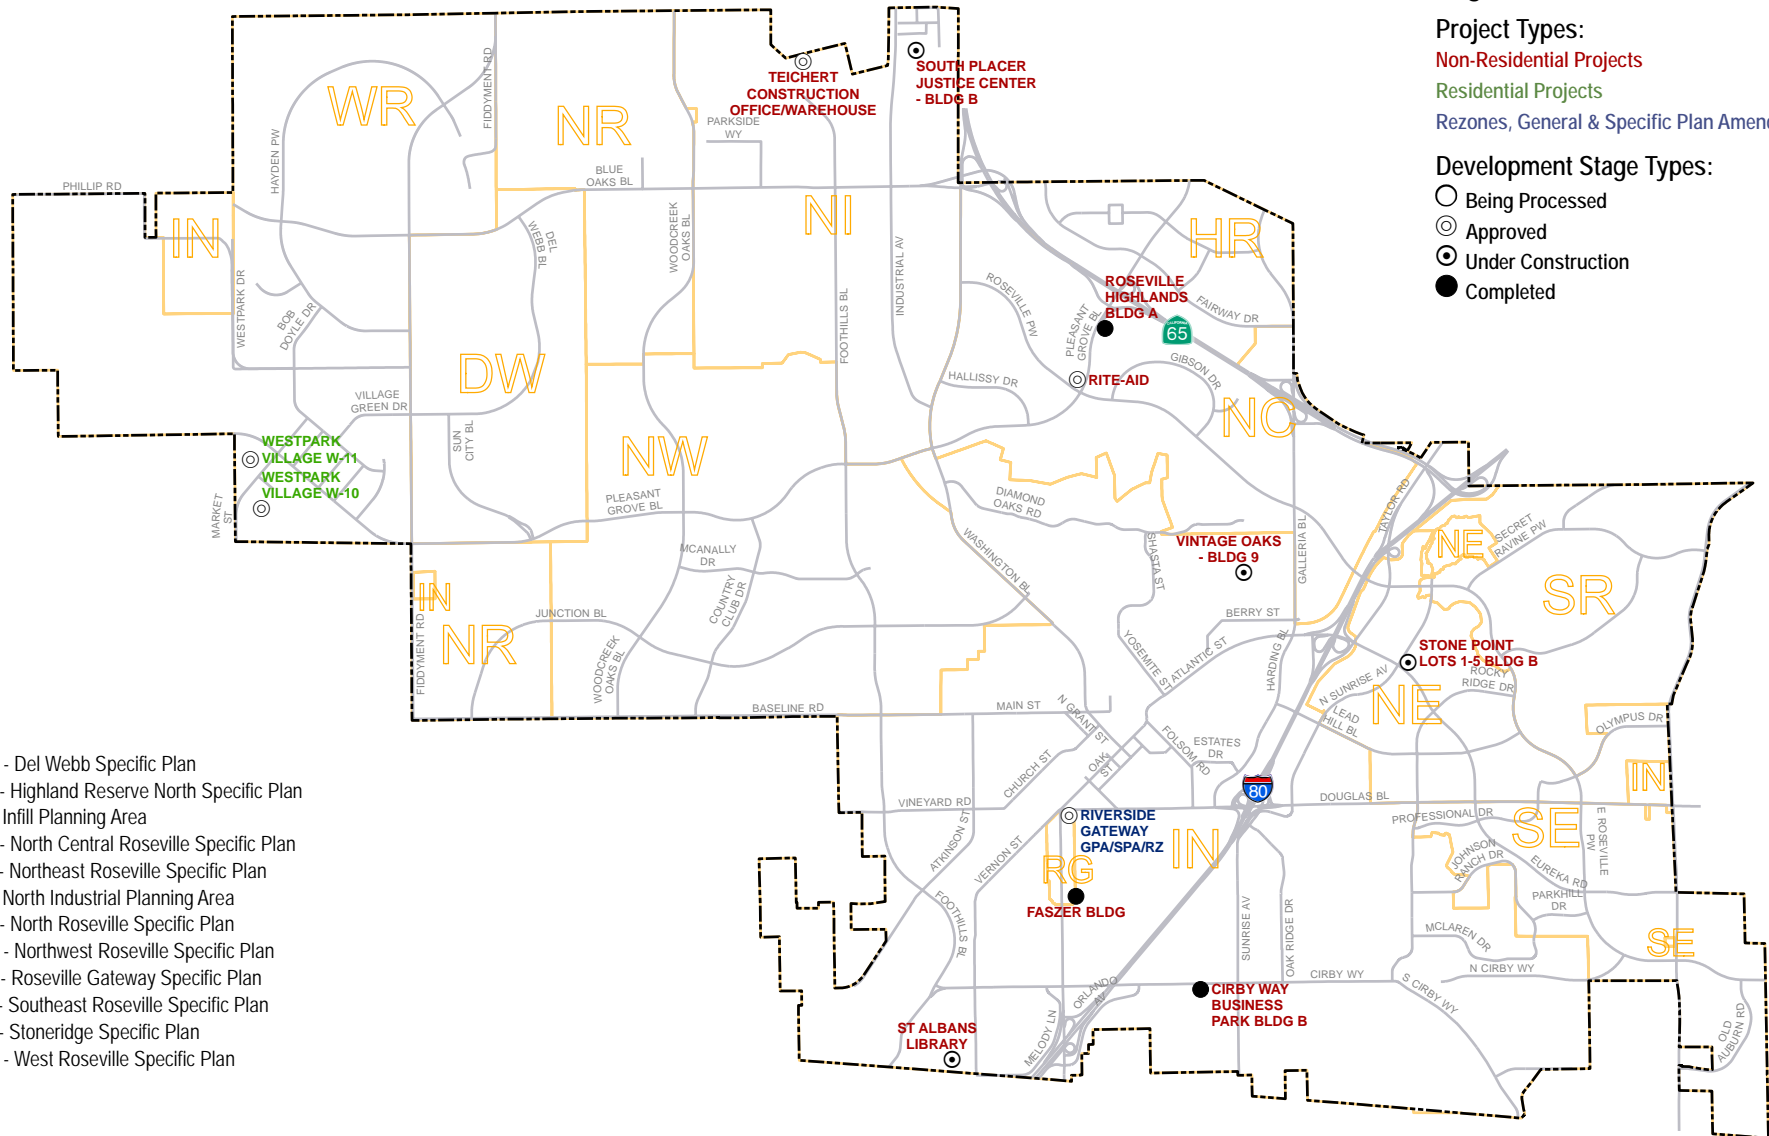 Project Types:
Non-Residential Projects
Residential Projects
Rezones, General & Specific Plan Amen
Development Stage Types:
Being Processed
Approved
Under Construction
Completed
TEICHERT
CONSTRUCTION
OFFICE/WAREHOUSE
SOUTH PLACER
JUSTICE CENTER
- BLDG B
WR
NR
FIDDYMENT RD
HAYDEN PW
PARKSIDE
WY
BLUE
OAKS BL
PHILLIP RD
IN
NI
HR
DEL
WEBB BL
WOODCREEK
OAKS BL
INDUSTRIAL AV
WESTPARK DR
BOB
DOYLE DR
FOOTHILLS BL
ROSEVILLE PW
ROSEVILLE
HIGHLANDS
BLDG A
PLEASANT
GROVE BL
FAIRWAY DR
CALIFORNIA
65
DW
GIBSON DR
HALLISSY DR
RITE-AID
VILLAGE
GREEN DR
NC
SUN
CITY BL
NW
WESTPARK
VILLAGE W-11
WESTPARK
VILLAGE W-10
MARKET
ST
PLEASANT
GROVE BL
DIAMOND
OAKS RD
TAYLOR RD
GALLERIA BL
WASHINGTON BL
SHASTA ST
VINTAGE OAKS
- BLDG 9
NE
SECRET
RAVINE PW
MCANALLY
DR
COUNTRY
CLUB DR
IN
NR
JUNCTION BL
FIDDYMENT RD
WOODCREEK
OAKS BL
BERRY ST
YOSEMITE ST
ATLANTIC ST
HARDING BL
SR
STONE POINT
LOTS 1-5 BLDG B
ROCKY
RIDGE DR
N SUNRISE AV
NE
LEAD
HILL BL
BASELINE RD
MAIN ST
N GRANT ST
OLYMPUS DR
FOLSOM RD
ESTATES
DR
OAK
ST
CHURCH ST
80
IN
VINEYARD RD
DOUGLAS BL
PROFESSIONAL DR
SE
E ROSEVILLE
PW
RIVERSIDE
GATEWAY
GPA/SPA/RZ
IN
RG
ATKINSON ST
VERNON ST
JOHNSON
RANCH DR
EUREKA RD
PARKHILL
DR
FASZER BLDG
FOOTHILLS BL
SUNRISE AV
OAK RIDGE DR
MCLAREN DR
SE
N CIRBY WY
CIRBY WY
S CIRBY WY
ORLANDO
AV
CIRBY WAY
BUSINESS
PARK BLDG B
MELODY LN
ST ALBANS
LIBRARY
OLD
AUBURN RD
- Del Webb Specific Plan
- Highland Reserve North Specific Plan
Infill Planning Area
- North Central Roseville Specific Plan
- Northeast Roseville Specific Plan
North Industrial Planning Area
- North Roseville Specific Plan
- Northwest Roseville Specific Plan
- Roseville Gateway Specific Plan
- Southeast Roseville Specific Plan
- Stoneridge Specific Plan
- West Roseville Specific Plan